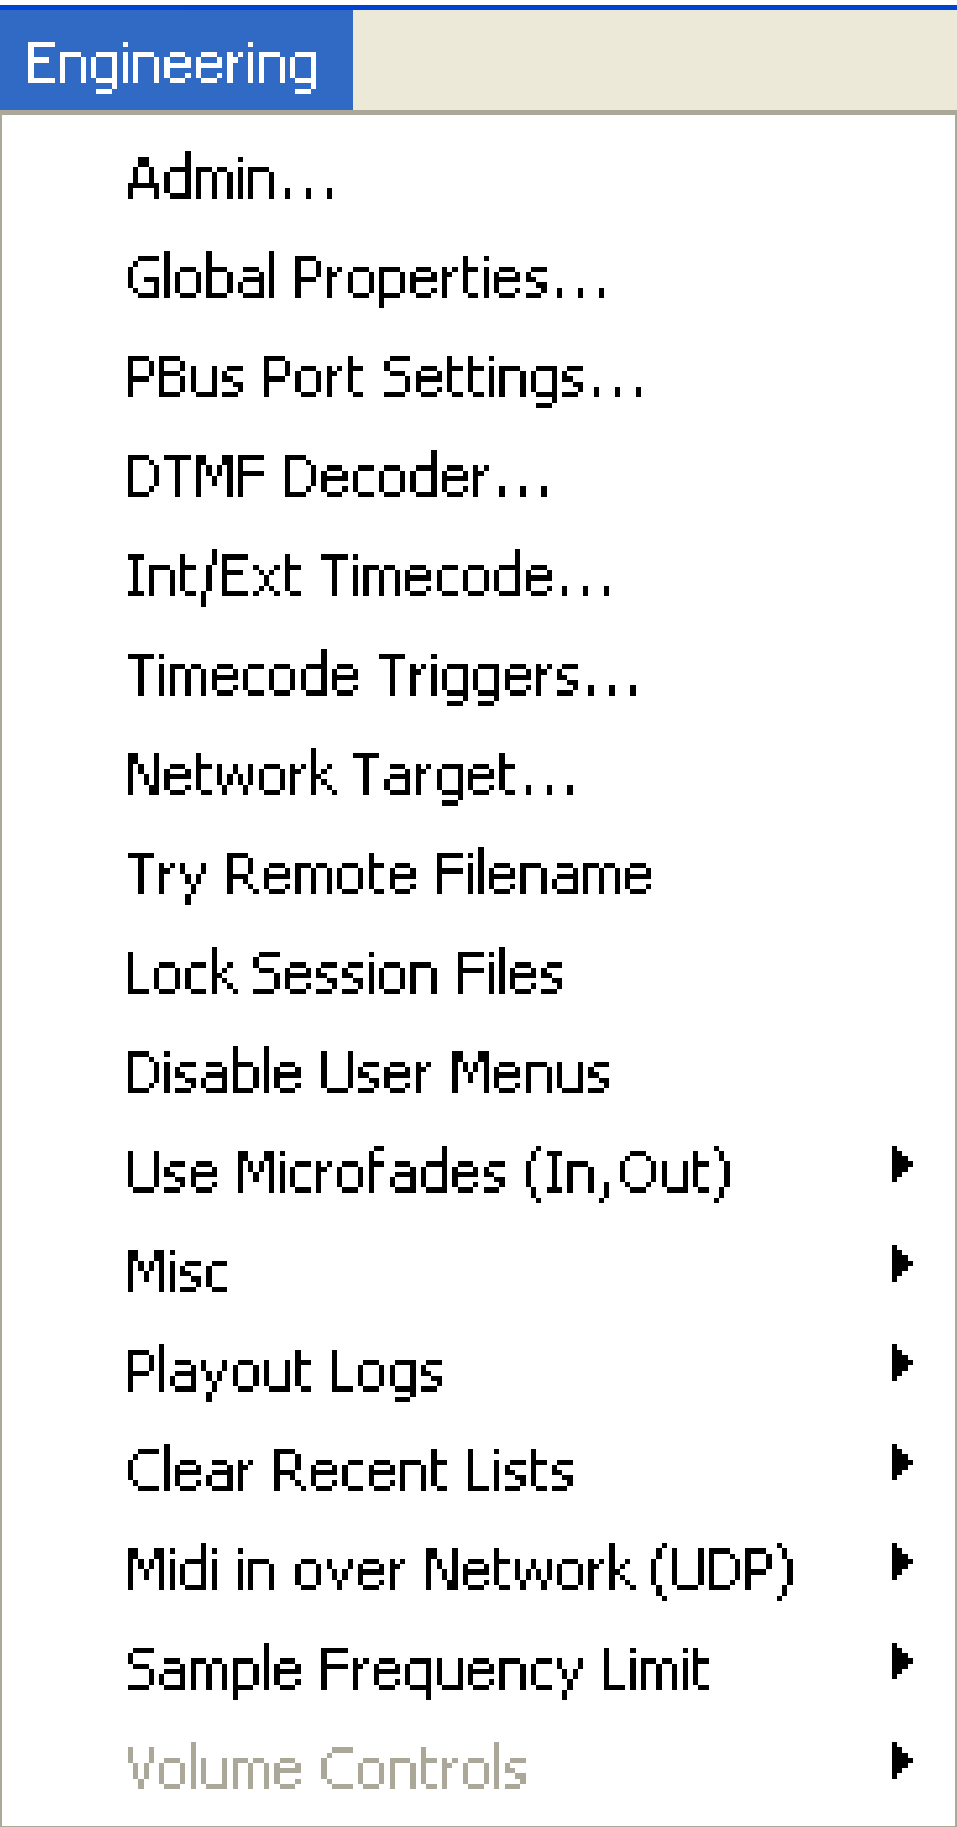 Engineering
Admin...
Global Properties...
PBus Port Settings...
DTMF Decoder...
Int/Ext Timecode...
Timecode Triggers...
Network Target...
Try Remote Filename
Lock Session Files
Disable User Menus
Use Microfades (In,Out)
Misc
Playout Logs
Clear Recent Lists
Midi in over Network (UDP)
Sample Frequency Limit
Volume Controls